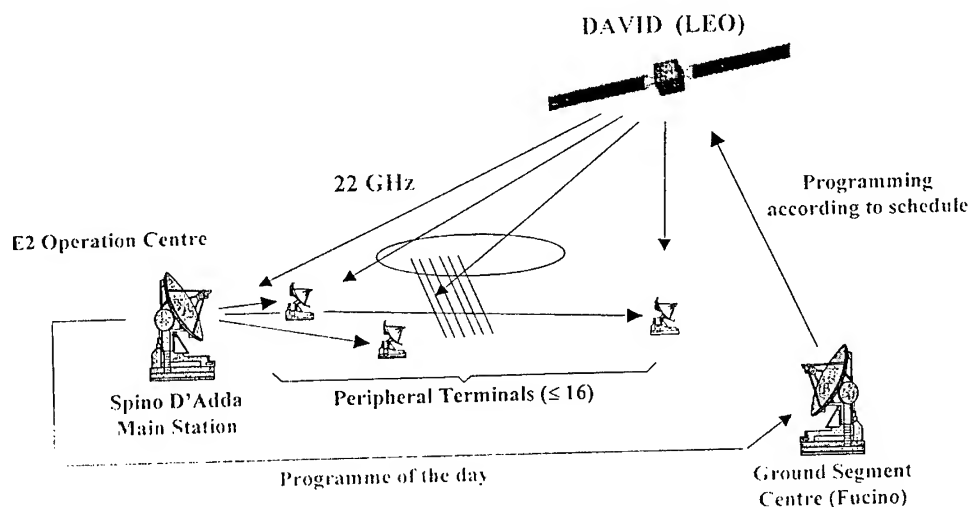 DAVID (LEO)
22 GHz
Programming
according to schedule
E2 Operation Centre
Peripheral Terminals (≤ 16)
Spino D'Adda
Main Station
Programme of the day
Ground Segment
Centre (Fucino)